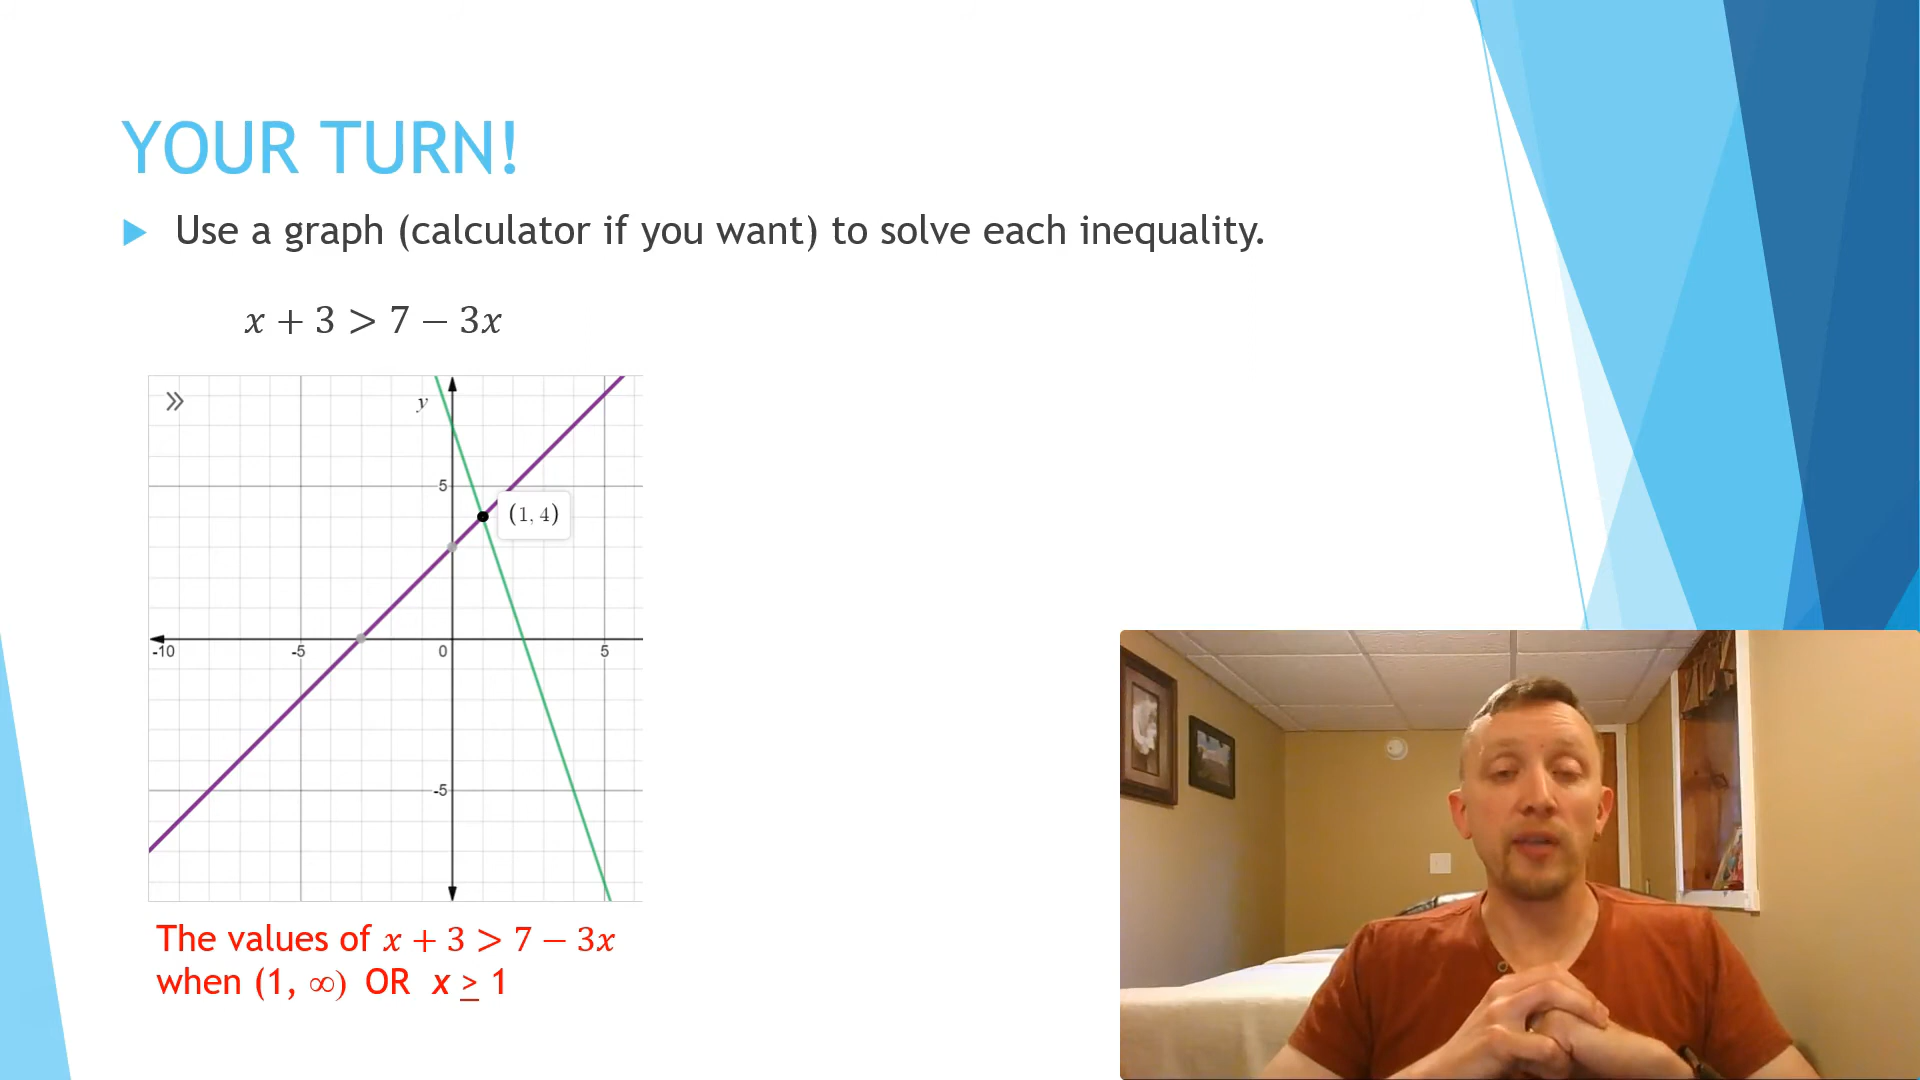 YOUR TURN!
Use a graph (calculator if you want) to solve each inequality.
x + 3 > 7 − 3x
y
5
(1, 4)
-10 -5 0 5
-5
The values of x + 3 > 7 − 3x
when (1, ∞) OR x ≥ 1